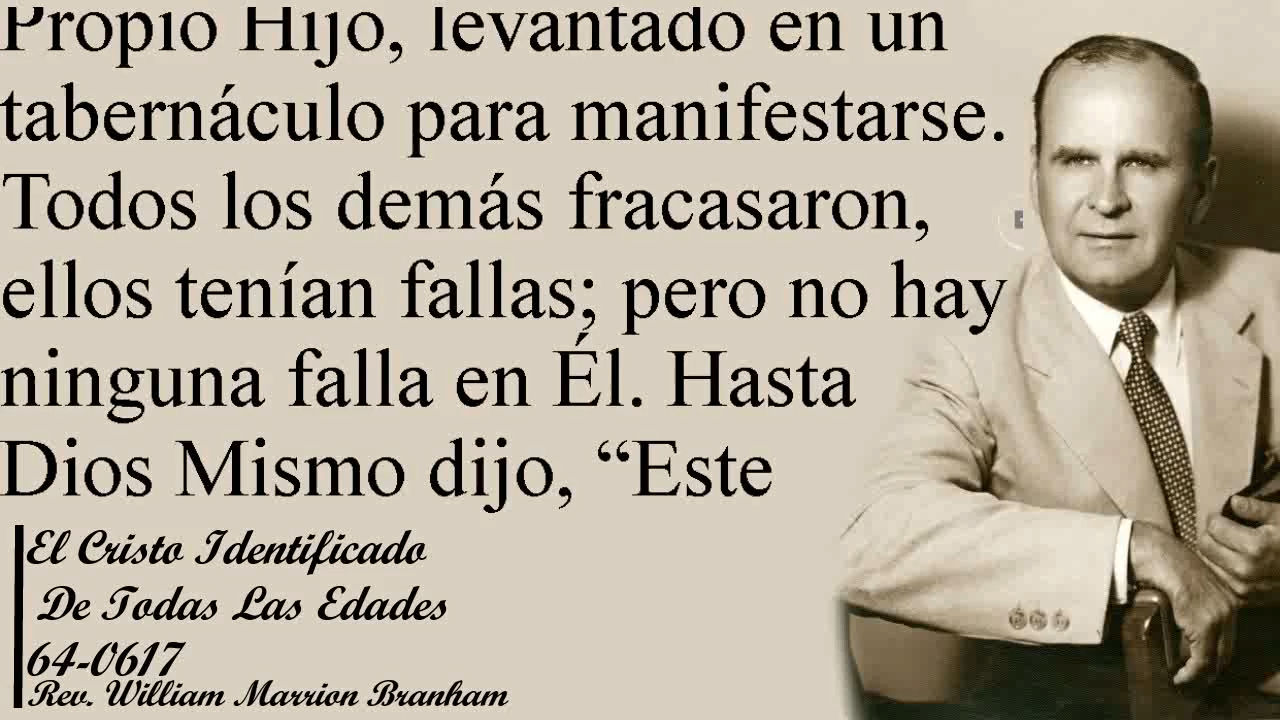 Propio Hijo, levantado en un
tabernáculo para manifestarse.
Todos los demás fracasaron,
ellos tenían fallas; pero no hay
ninguna falla en Él. Hasta
Dios Mismo dijo, “Este
El Cristo Identificado
De Todas Las Edades
64-0617
Rev. William Marrion Branham